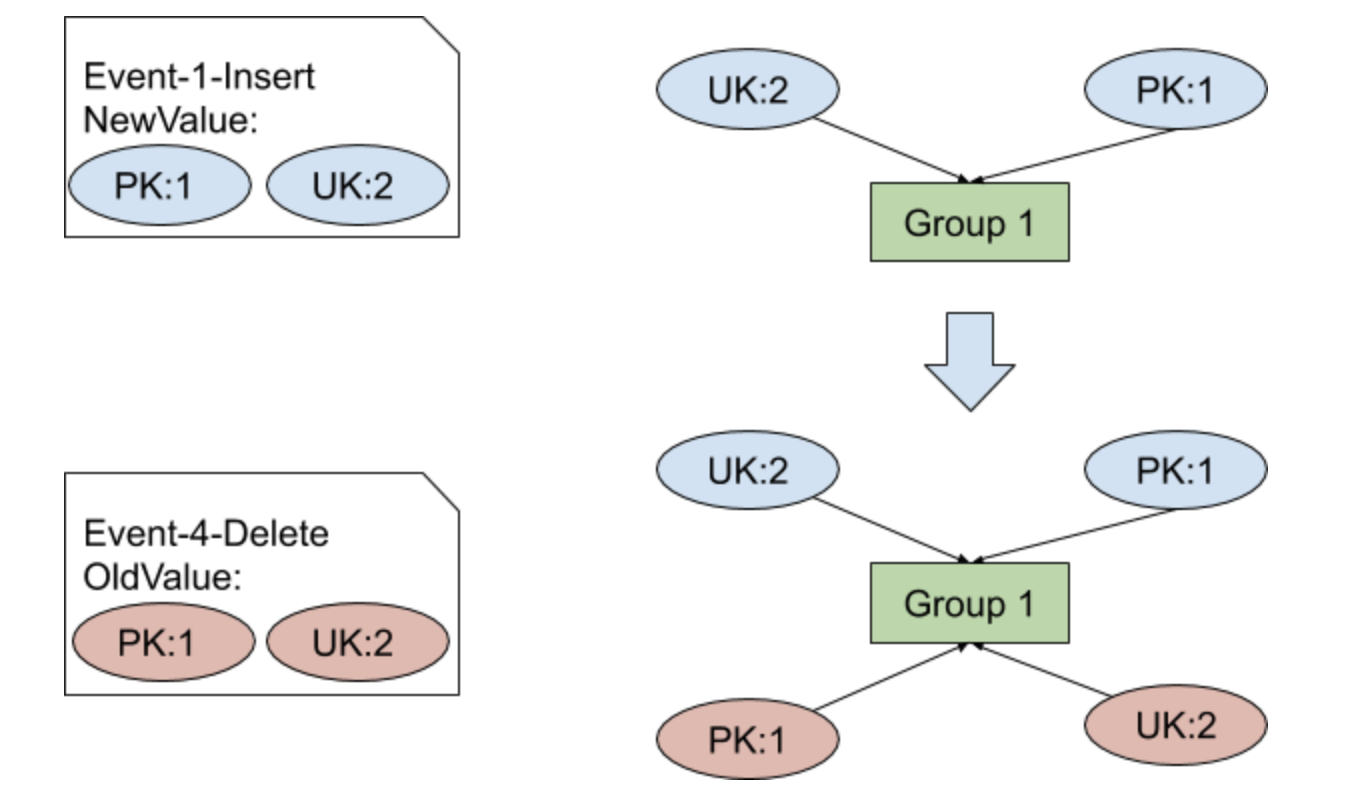 Event-1-Insert
NewValue:
PK:1 UK:2
UK:2 PK:1
Group 1
Event-4-Delete
OldValue:
PK:1 UK:2
UK:2 PK:1
Group 1
PK:1 UK:2